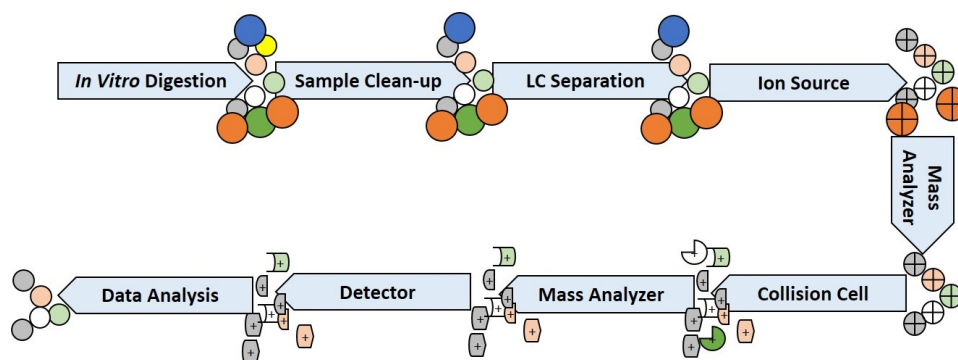 In Vitro Digestion
Sample Clean-up
LC Separation
Ion Source
Mass
Analyzer
Collision Cell
Mass Analyzer
Detector
Data Analysis